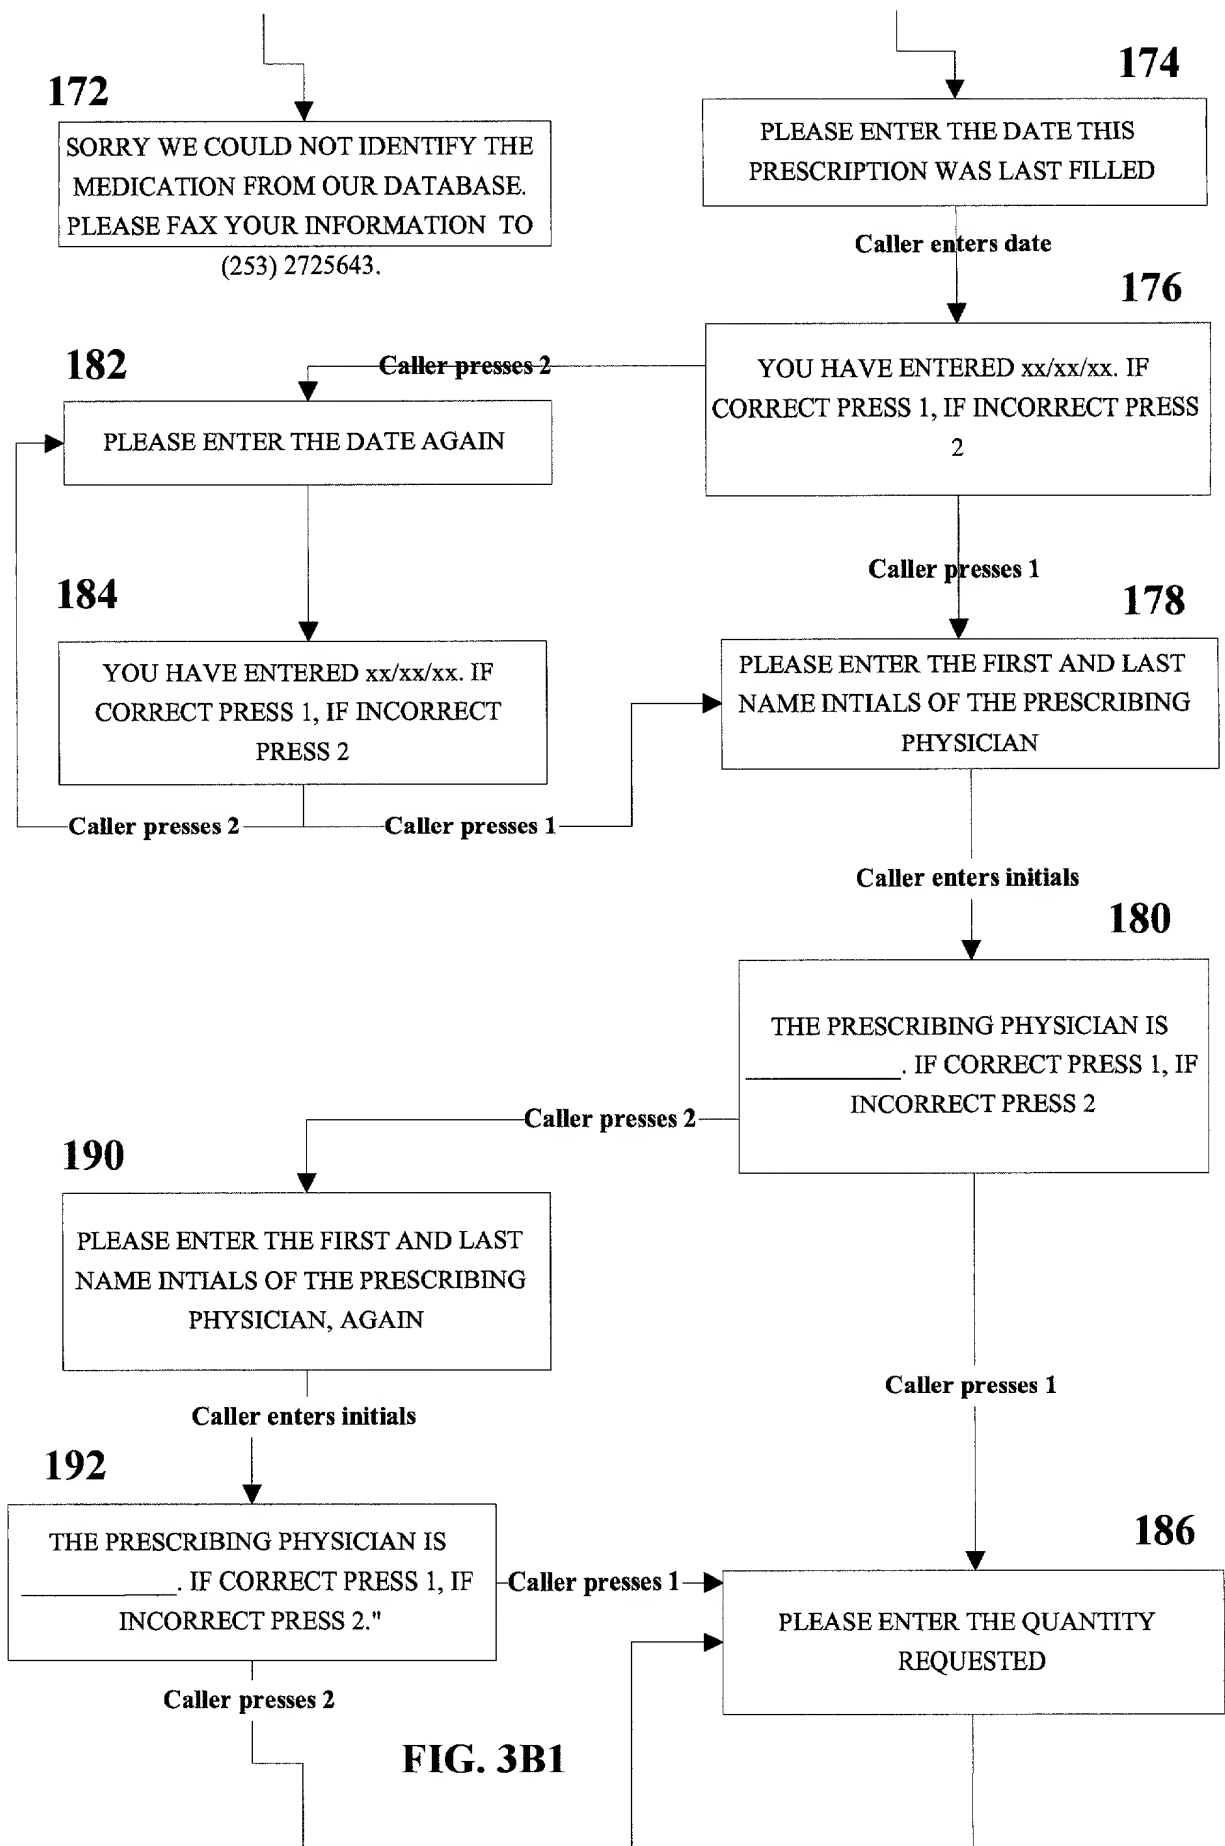 172
SORRY WE COULD NOT IDENTIFY THE
MEDICATION FROM OUR DATABASE.
PLEASE FAX YOUR INFORMATION TO
(253) 2725643.
174
PLEASE ENTER THE DATE THIS
PRESCRIPTION WAS LAST FILLED
Caller enters date
176
YOU HAVE ENTERED xx/xx/xx. IF
CORRECT PRESS 1, IF INCORRECT PRESS
2
Caller presses 2
182
PLEASE ENTER THE DATE AGAIN
Caller presses 1
184
YOU HAVE ENTERED xx/xx/xx. IF
CORRECT PRESS 1, IF INCORRECT
PRESS 2
Caller presses 2
Caller presses 1
178
PLEASE ENTER THE FIRST AND LAST
NAME INTIALS OF THE PRESCRIBING
PHYSICIAN
Caller enters initials
180
THE PRESCRIBING PHYSICIAN IS
____________. IF CORRECT PRESS 1, IF
INCORRECT PRESS 2
Caller presses 2
190
PLEASE ENTER THE FIRST AND LAST
NAME INTIALS OF THE PRESCRIBING
PHYSICIAN, AGAIN
Caller enters initials
Caller presses 1
192
THE PRESCRIBING PHYSICIAN IS
____________. IF CORRECT PRESS 1, IF
INCORRECT PRESS 2."
Caller presses 1
186
PLEASE ENTER THE QUANTITY
REQUESTED
Caller presses 2
FIG. 3B1